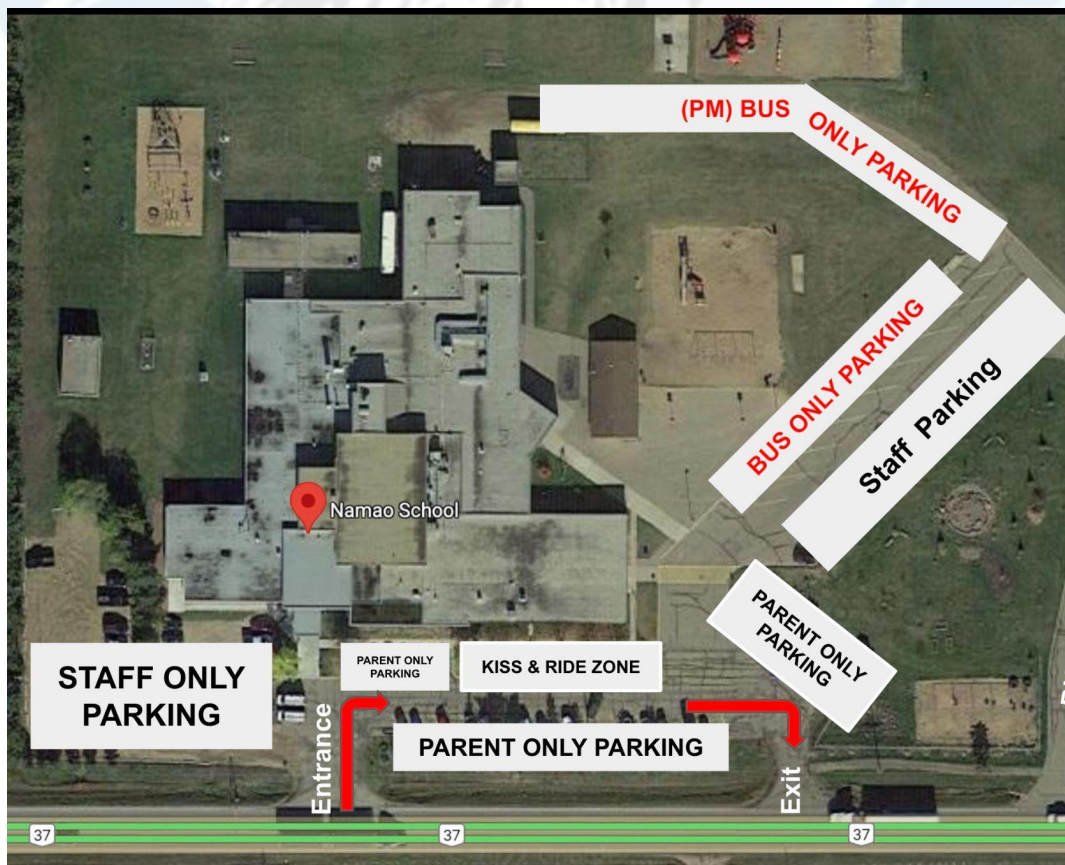 (PM) BUS ONLY PARKING
BUS ONLY PARKING
Staff Parking
Namao School
PARENT ONLY
PARKING
STAFF ONLY
PARKING
PARENT ONLY
PARKING
KISS & RIDE ZONE
PARENT ONLY PARKING
Entrance
Exit
37
37
37